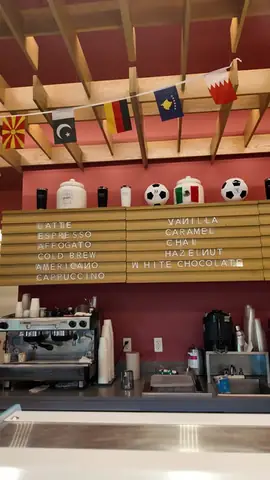 LATTE
ESPRESSO
AFFOGATO
COLD BREW
AMERICANO
CAPPUCCINO
VANILLA
CARAMEL
CHAI
HAZELNUT
WHITE CHOCOLATE